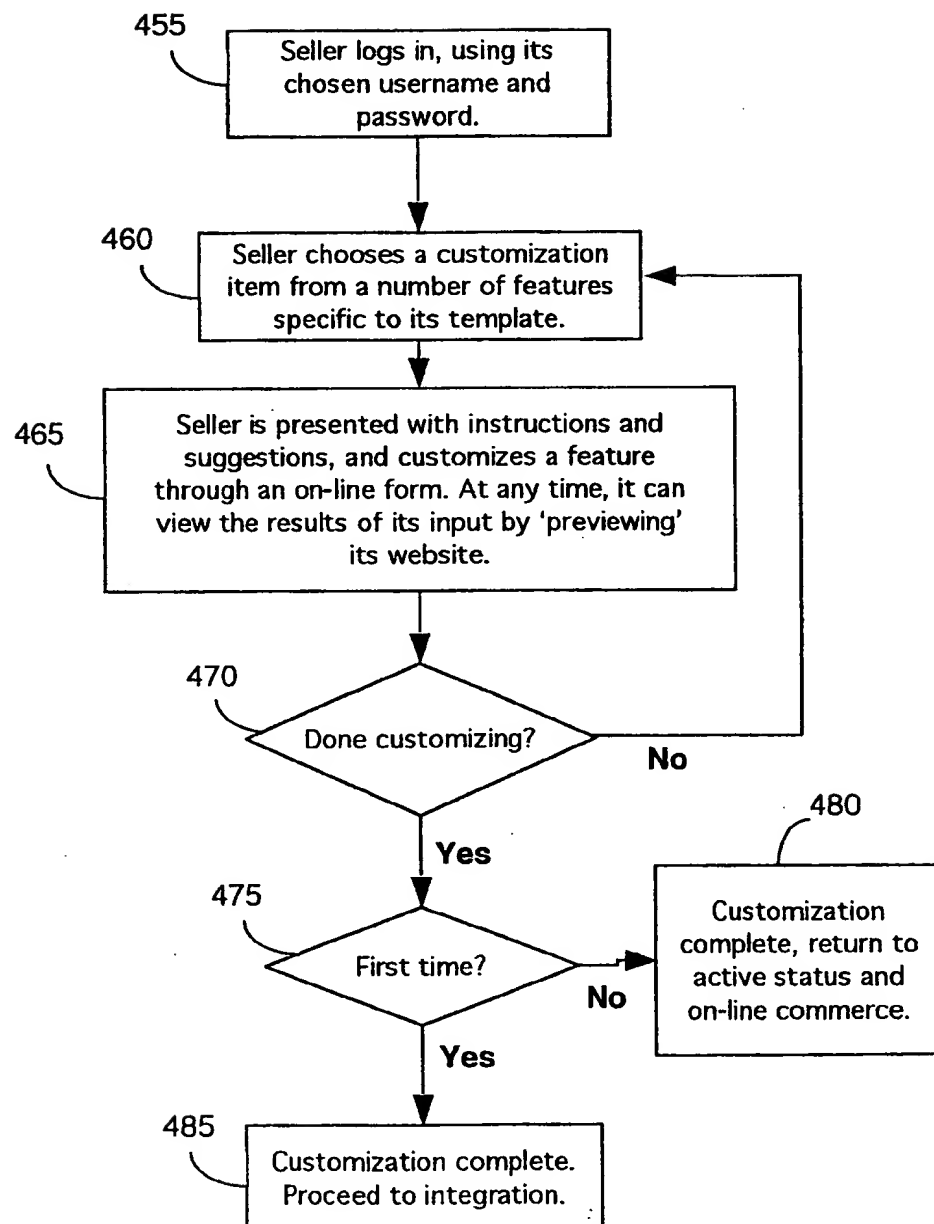 455
Seller logs in, using its
chosen username and
password.
460
Seller chooses a customization
item from a number of features
specific to its template.
465
Seller is presented with instructions and
suggestions, and customizes a feature
through an on-line form. At any time, it can
view the results of its input by ‘previewing’
its website.
470
Done customizing?
No
Yes
480
Customization
complete, return to
active status and
on-line commerce.
475
First time?
No
Yes
485
Customization complete.
Proceed to integration.